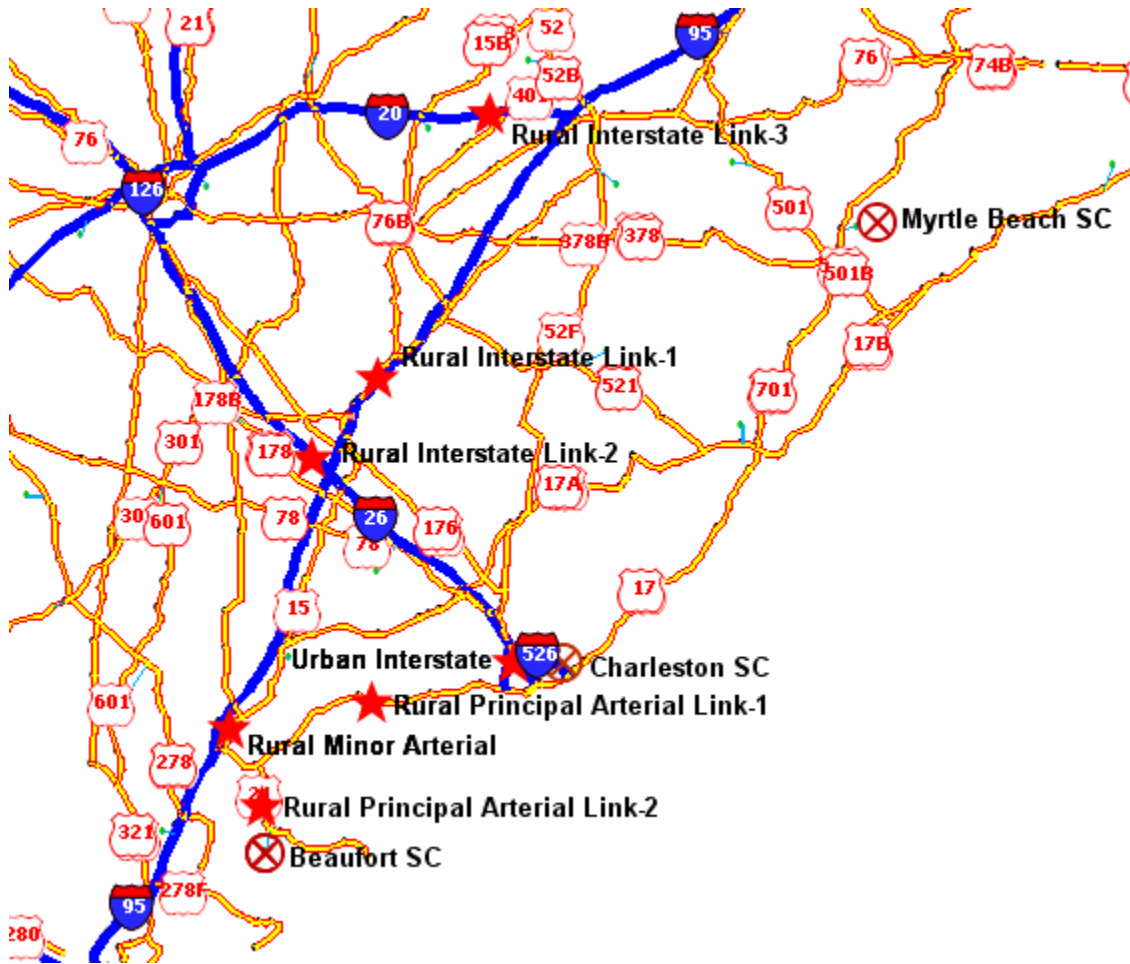 21
52
95
15B
76
74B
52B
401
20
Rural Interstate Link-3
76
126
501
Myrtle Beach SC
76B
378B
378
501B
52F
17B
Rural Interstate Link-1
521
701
178B
301
178
Rural Interstate Link-2
17A
30
601
78
26
176
78
17
15
Urban Interstate
526
Charleston SC
601
Rural Principal Arterial Link-1
Rural Minor Arterial
278
Rural Principal Arterial Link-2
321
Beaufort SC
278F
95
280